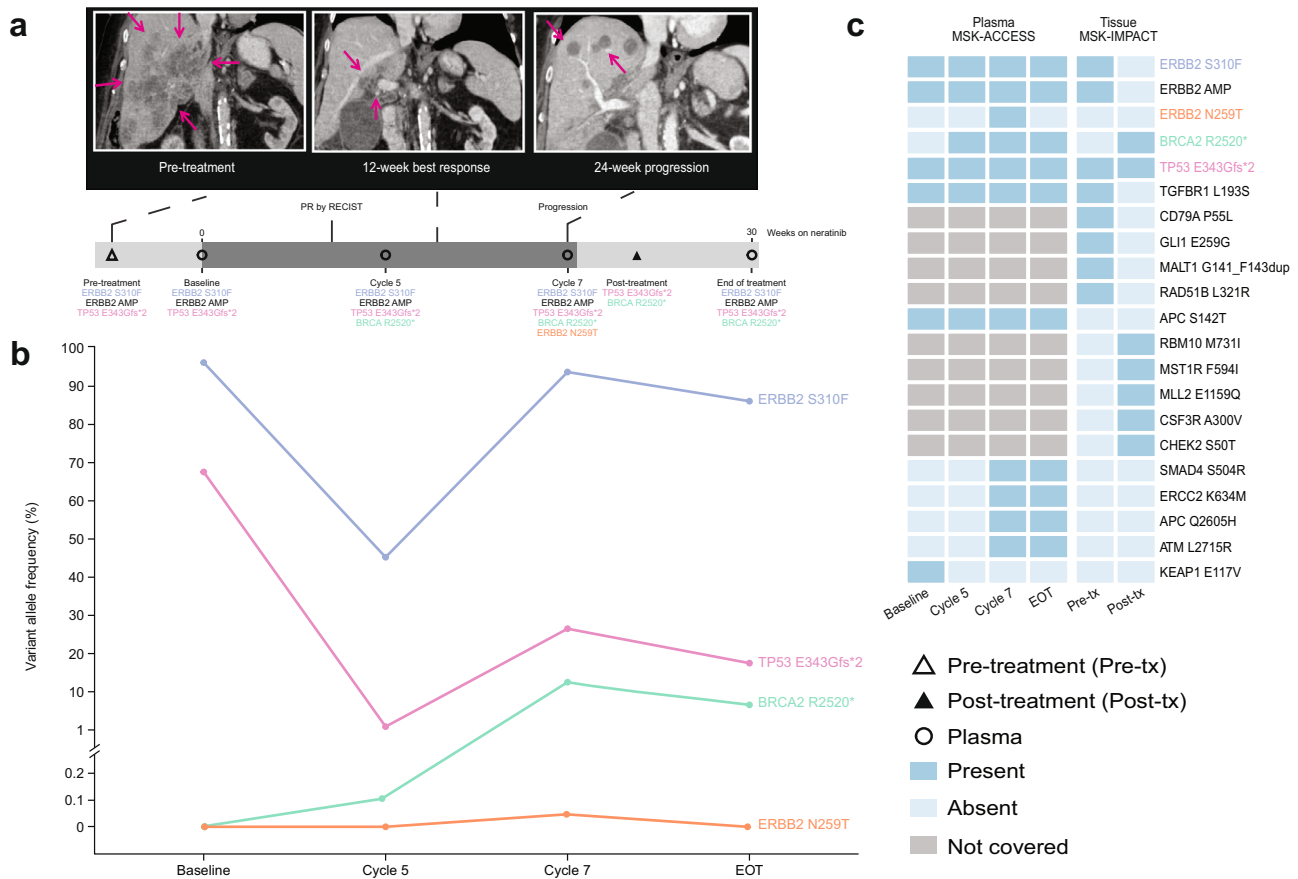 a
Pre-treatment
12-week best response
24-week progression
PR by RECIST
Progression
0
30
Weeks on neratinib
Pre-treatment
ERBB2 S310F
ERBB2 AMP
TP53 E343Gfs*2
Baseline
ERBB2 S310F
ERBB2 AMP
TP53 E343Gfs*2
Cycle 5
ERBB2 S310F
ERBB2 AMP
TP53 E343Gfs*2
BRCA R2520*
Cycle 7
ERBB2 S310F
ERBB2 AMP
TP53 E343Gfs*2
BRCA R2520*
ERBB2 N259T
Post-treatment
TP53 E343Gfs*2
BRCA R2520*
End of treatment
ERBB2 S310F
ERBB2 AMP
TP53 E343Gfs*2
BRCA R2520*
b
Variant allele frequency (%)
100
90
80
70
60
50
40
30
20
10
1
0.2
0.1
0
ERBB2 S310F
TP53 E343Gfs*2
BRCA2 R2520*
ERBB2 N259T
Baseline
Cycle 5
Cycle 7
EOT
c
Plasma
MSK-ACCESS
Tissue
MSK-IMPACT
ERBB2 S310F
ERBB2 AMP
ERBB2 N259T
BRCA2 R2520*
TP53 E343Gfs*2
TGFBR1 L193S
CD79A P55L
GLI1 E259G
MALT1 G141_F143dup
RAD51B L321R
APC S142T
RBM10 M731I
MST1R F594I
MLL2 E1159Q
CSF3R A300V
CHEK2 S50T
SMAD4 S504R
ERCC2 K634M
APC Q2605H
ATM L2715R
KEAP1 E117V
Baseline
Cycle 5
Cycle 7
EOT
Pre-tx
Post-tx
Pre-treatment (Pre-tx)
Post-treatment (Post-tx)
Plasma
Present
Absent
Not covered